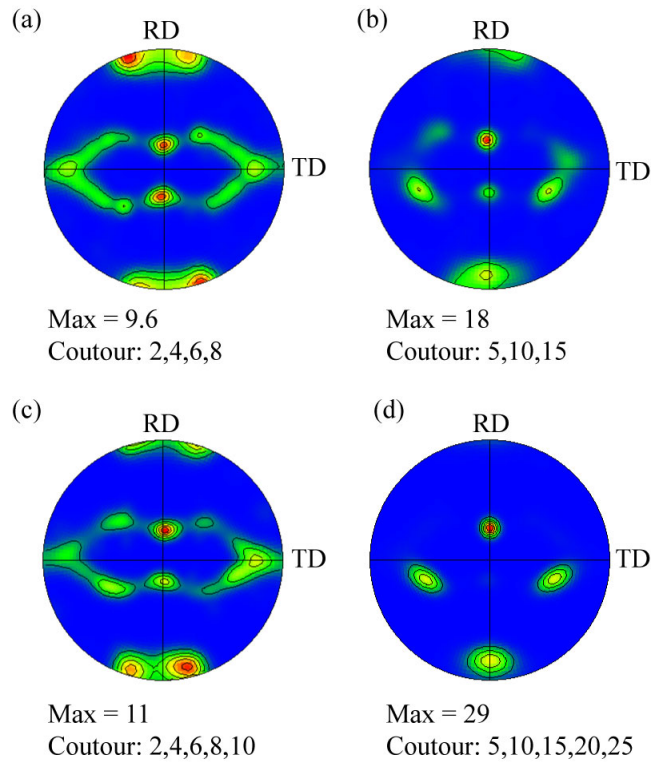 (a)
RD
TD
Max = 9.6
Coutour: 2,4,6,8
(b)
RD
TD
Max = 18
Coutour: 5,10,15
(c)
RD
TD
Max = 11
Coutour: 2,4,6,8,10
(d)
RD
TD
Max = 29
Coutour: 5,10,15,20,25